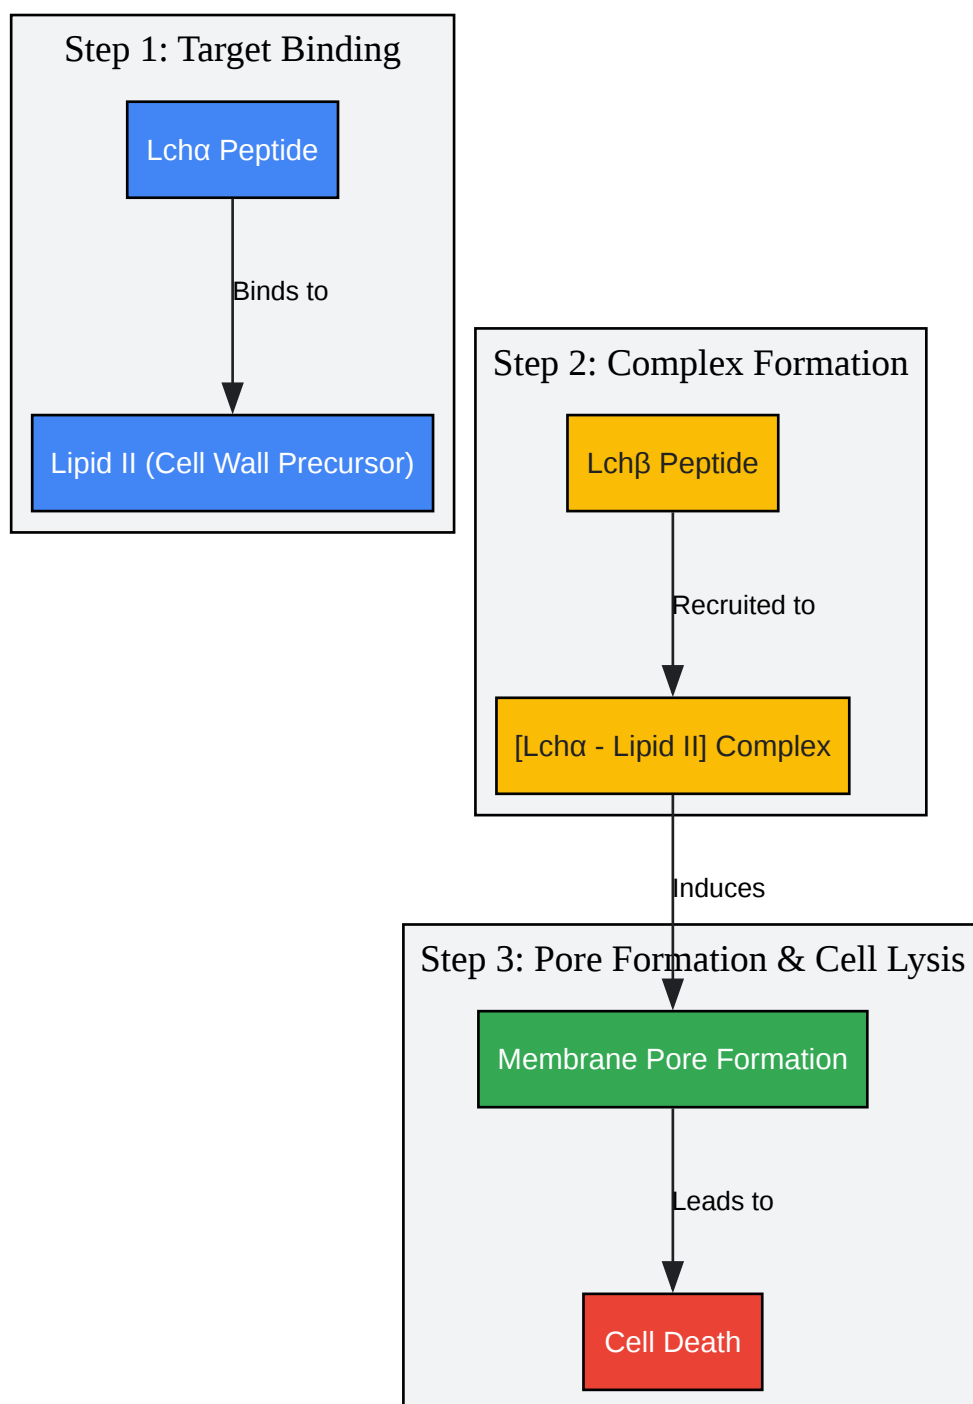 Step 1: Target Binding
Lchα Peptide
Binds to
Lipid II (Cell Wall Precursor)
Step 2: Complex Formation
Lchβ Peptide
Recruited to
[Lchα - Lipid II] Complex
Induces
Step 3: Pore Formation & Cell Lysis
Membrane Pore Formation
Leads to
Cell Death